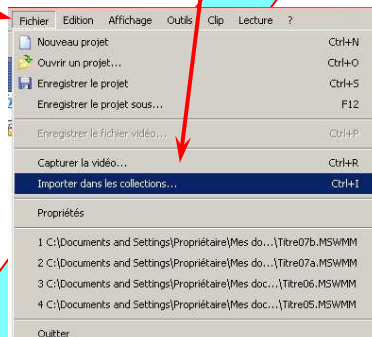 Fichier Edition Affichage Outils Clip Lecture ?
Nouveau projet Ctrl+N
Ouvrir un projet... Ctrl+O
Enregistrer le projet Ctrl+S
Enregistrer le projet sous... F12
Enregistrer le fichier vidéo... Ctrl+P
Capturer la vidéo... Ctrl+R
Importer dans les collections... Ctrl+I
Propriétés
1 C:\Documents and Settings\Propriétaire\Mes do...\Titre07b.MSWMM
2 C:\Documents and Settings\Propriétaire\Mes do...\Titre07a.MSWMM
3 C:\Documents and Settings\Propriétaire\Mes doc...\Titre06.MSWMM
4 C:\Documents and Settings\Propriétaire\Mes doc...\Titre05.MSWMM
Quitter